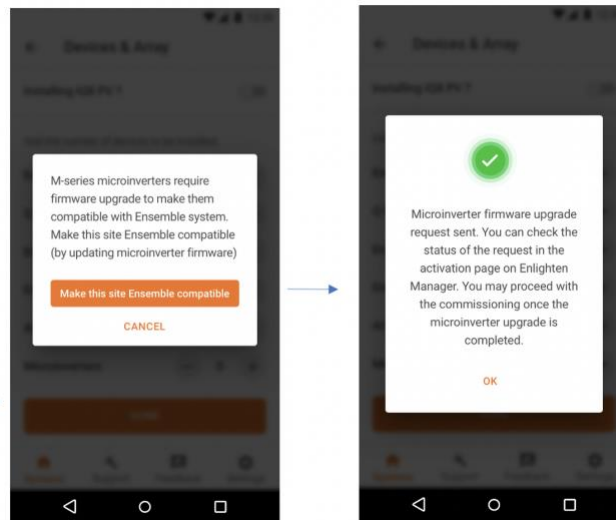 Devices & Array
M-series microinverters require
firmware upgrade to make them
compatible with Ensemble system.
Make this site Ensemble compatible
(by updating microinverter firmware)
Make this site Ensemble compatible
CANCEL
Microinverters
Devices & Array
Microinverter firmware upgrade
request sent. You can check the
status of the request in the
activation page on Enlighten
Manager. You may proceed with
the commissioning once the
microinverter upgrade is
completed.
OK